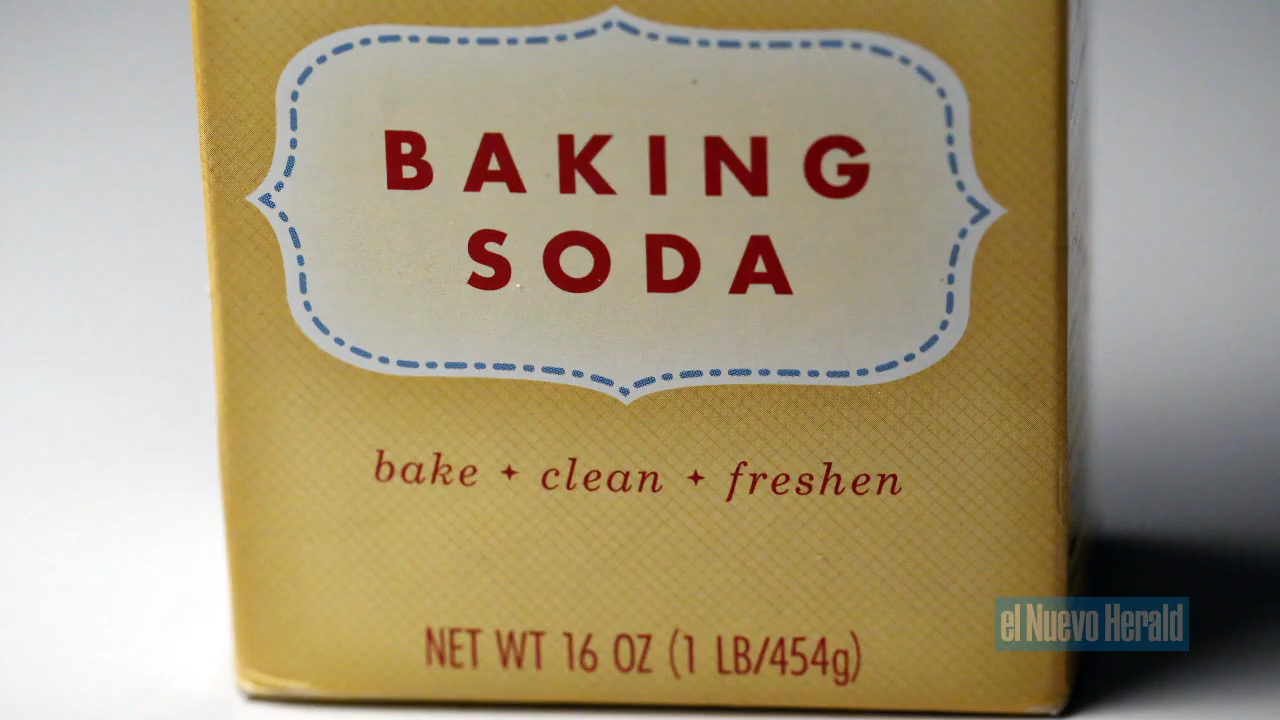 BAKING
SODA
bake ✦ clean ✦ freshen
NET WT 16 OZ (1 LB/454g)
el Nuevo Herald